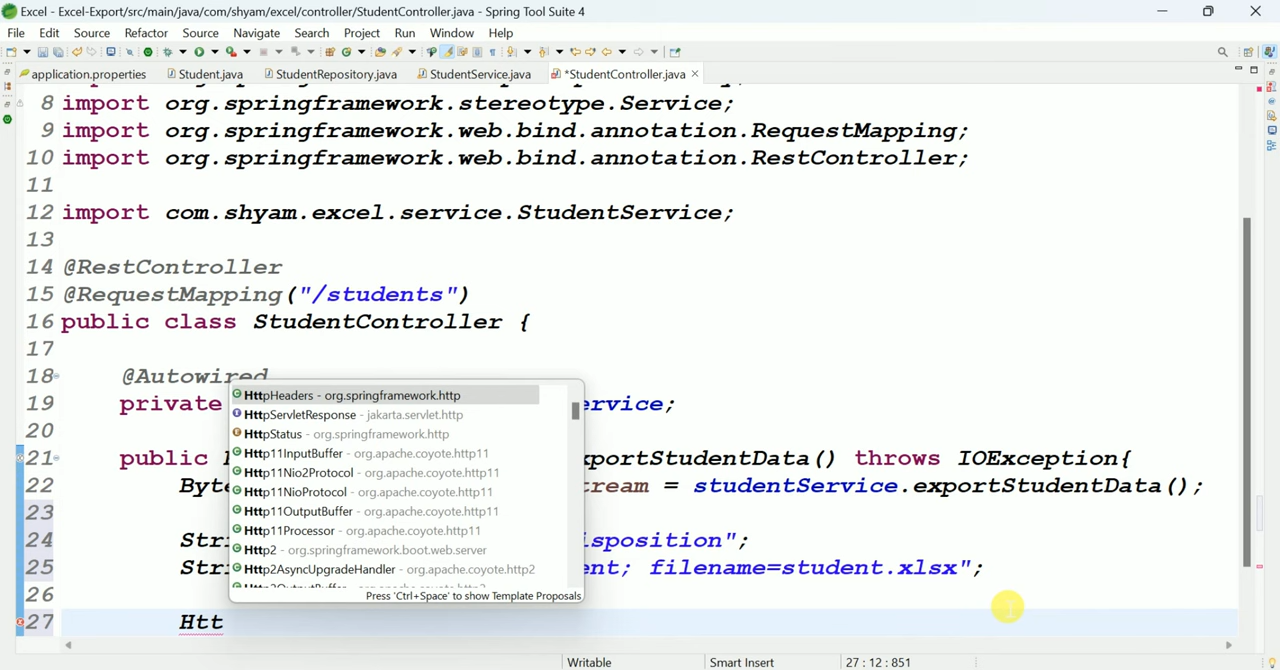 Excel - Excel-Export/src/main/java/com/shyam/excel/controller/StudentController.java - Spring Tool Suite 4
File Edit Source Refactor Source Navigate Search Project Run Window Help
application.properties Student.java StudentRepository.java StudentService.java *StudentController.java
8 import org.springframework.stereotype.Service;
9 import org.springframework.web.bind.annotation.RequestMapping;
10 import org.springframework.web.bind.annotation.RestController;
11
12 import com.shyam.excel.service.StudentService;
13
14 @RestController
15 @RequestMapping("/students")
16 public class StudentController {
17
18 @Autowired
19 private ervice;
20
21 public xportStudentData() throws IOException{
22 Byte tream = studentService.exportStudentData();
23
24 Stri isposition";
25 Stri ent; filename=student.xlsx";
26
27 Htt
HttpHeaders - org.springframework.http
HttpServletResponse - jakarta.servlet.http
HttpStatus - org.springframework.http
Http11InputBuffer - org.apache.coyote.http11
Http11Nio2Protocol - org.apache.coyote.http11
Http11NioProtocol - org.apache.coyote.http11
Http11OutputBuffer - org.apache.coyote.http11
Http11Processor - org.apache.coyote.http11
Http2 - org.springframework.boot.web.server
Http2AsyncUpgradeHandler - org.apache.coyote.http2
Press 'Ctrl+Space' to show Template Proposals
Writable Smart Insert 27 : 12 : 851